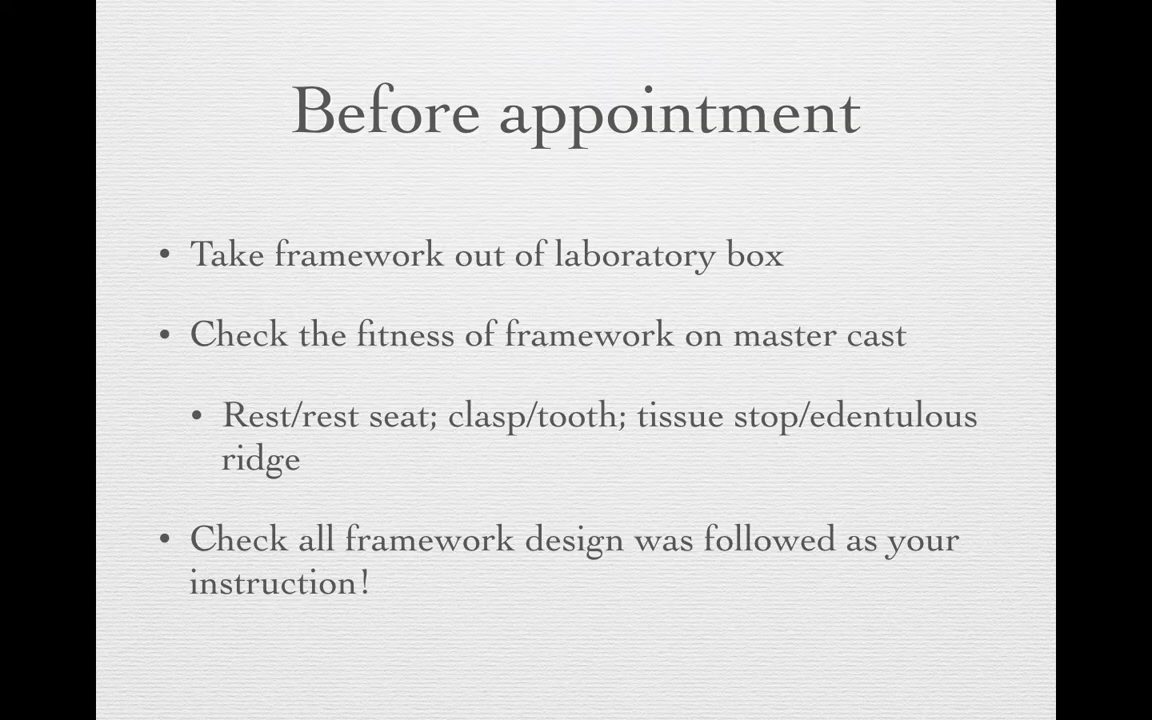 Before appointment
• Take framework out of laboratory box
• Check the fitness of framework on master cast
• Rest/rest seat; clasp/tooth; tissue stop/edentulous
ridge
• Check all framework design was followed as your
instruction!